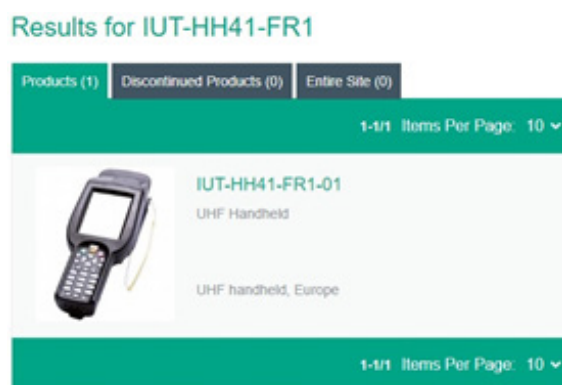 Results for IUT-HH41-FR1
Products (1) Discontinued Products (0) Entire Site (0)
1-1/1 Items Per Page: 10
IUT-HH41-FR1-01
UHF Handheld
UHF handheld, Europe
1-1/1 Items Per Page: 10